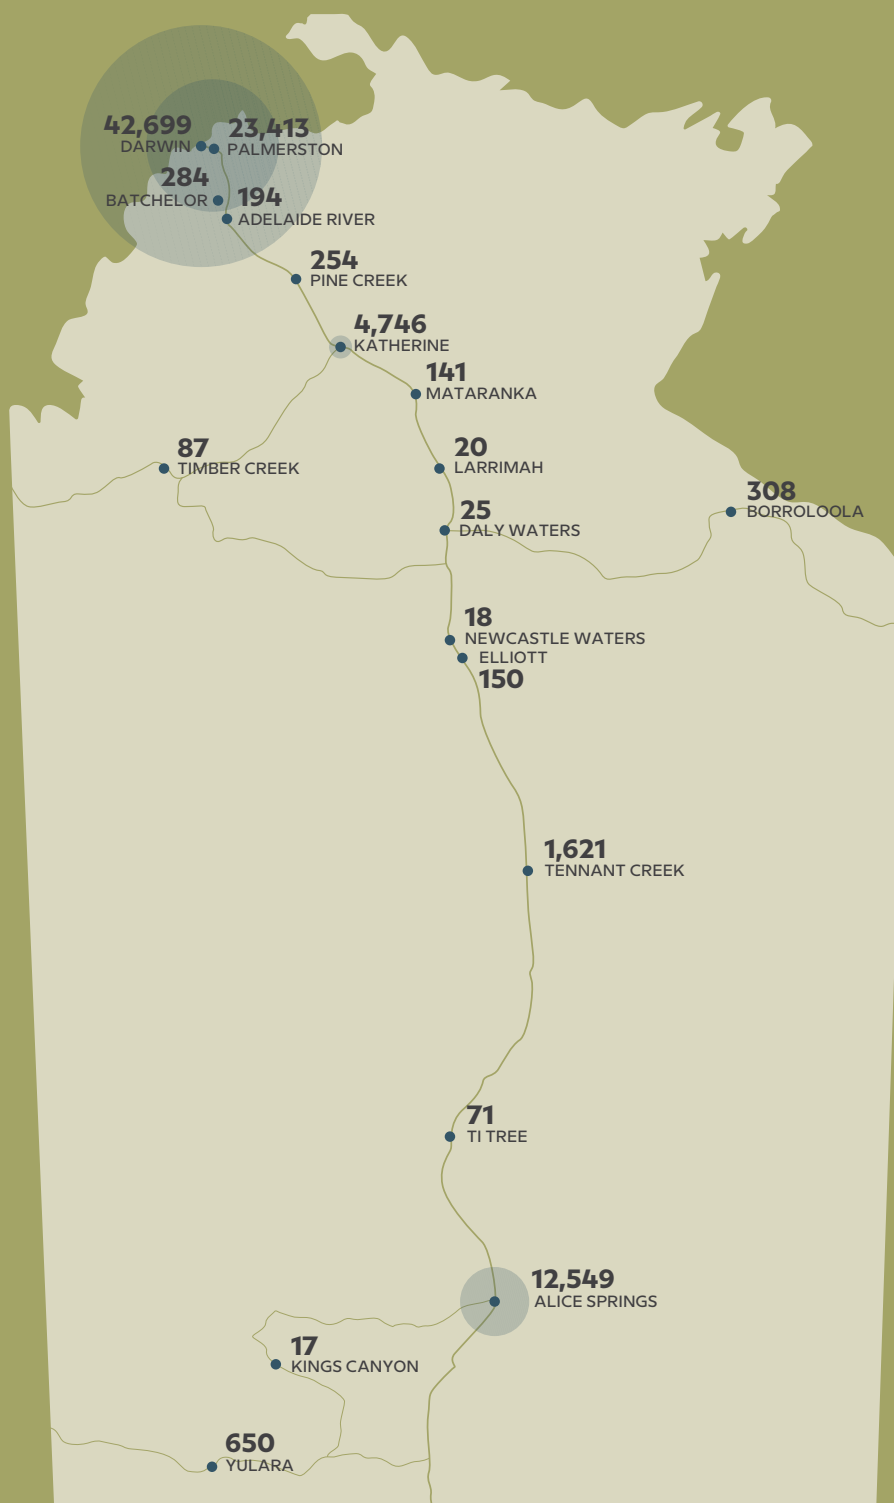 42,699
DARWIN
23,413
PALMERSTON
284
BATCHELOR
194
ADELAIDE RIVER
254
PINE CREEK
4,746
KATHERINE
141
MATARANKA
87
TIMBER CREEK
20
LARRIMAH
308
BORROLOOLA
25
DALY WATERS
18
NEWCASTLE WATERS
ELLIOTT
150
1,621
TENNANT CREEK
71
TI TREE
12,549
ALICE SPRINGS
17
KINGS CANYON
650
YULARA